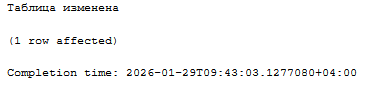 Таблица изменена
(1 row affected)
Completion time: 2026-01-29T09:43:03.1277080+04:00